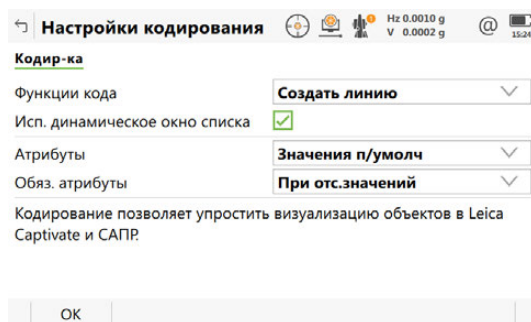 Настройки кодирования
Hz 0.0010 g
V 0.0002 g
@
15:24
Кодир-ка
Функции кода Создать линию
Исп. динамическое окно списка
Атрибуты Значения п/умолч
Обяз. атрибуты При отс.значений
Кодирование позволяет упростить визуализацию объектов в Leica
Captivate и САПР.
OK